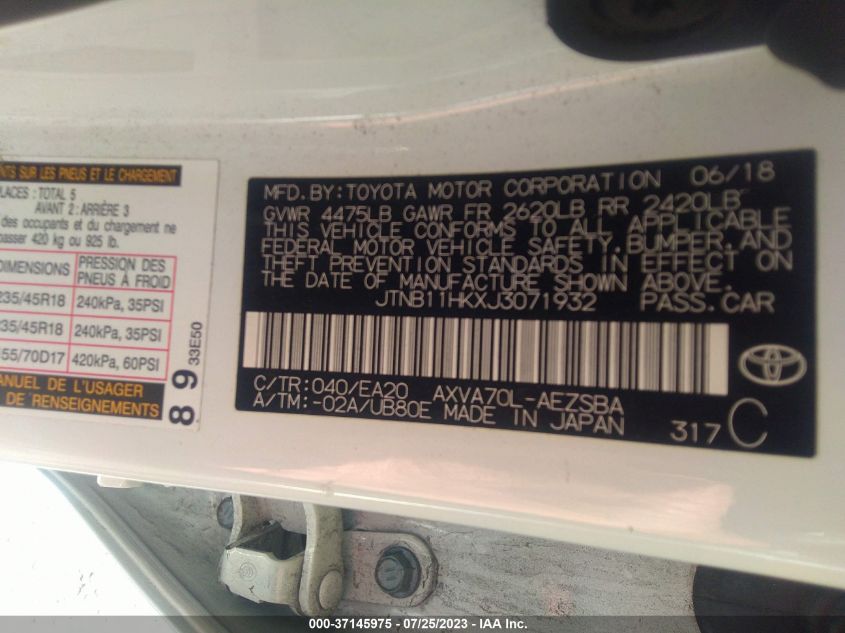 ENTS SUR LES PNEUS ET LE CHARGEMENT
PLACES : TOTAL 5
AVANT 2 : ARRIÈRE 3
des occupants et du chargement ne
passer 420 kg ou 925 lb.
DIMENSIONS PRESSION DES PNEUS À FROID
235/45R18 240kPa, 35PSI
235/45R18 240kPa, 35PSI
155/70D17 420kPa, 60PSI
MANUEL DE L'USAGER
DE RENSEIGNEMENTS
89 33E50
MFD.BY:TOYOTA MOTOR CORPORATION 06/18
GVWR 4475LB GAWR FR 2620LB RR 2420LB
THIS VEHICLE CONFORMS TO ALL APPLICABLE
FEDERAL MOTOR VEHICLE SAFETY,BUMPER,AND
THEFT PREVENTION STANDARDS IN EFFECT ON
THE DATE OF MANUFACTURE SHOWN ABOVE.
JTNB11HKXJ3071932 PASS.CAR
C/TR:040/EA20 AXVA70L-AEZSBA
A/TM:-02A/UB80E MADE IN JAPAN
317 C
000-37145975 - 07/25/2023 - IAA Inc.